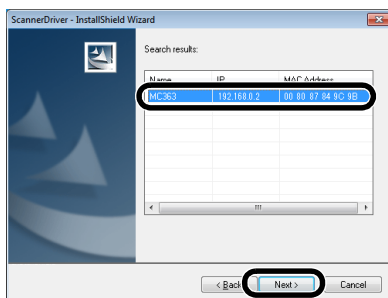 ScannerDriver - InstallShield Wizard
Search results:
Name IP MAC Address
MC363 192.168.0.2 00 80 87 84 9C 9B
< Back Next > Cancel